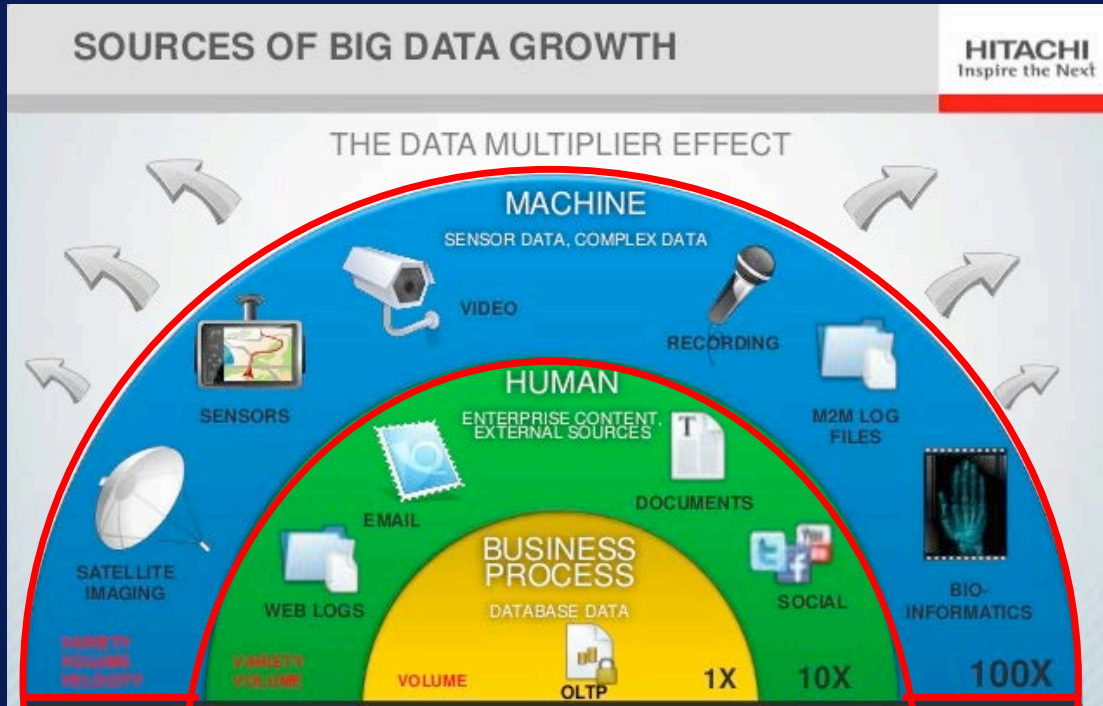 SOURCES OF BIG DATA GROWTH
HITACHI
Inspire the Next
THE DATA MULTIPLIER EFFECT
MACHINE
SENSOR DATA, COMPLEX DATA
VIDEO
RECORDING
SENSORS
M2M LOG
FILES
SATELLITE
IMAGING
BIO-
INFORMATICS
HUMAN
ENTERPRISE CONTENT,
EXTERNAL SOURCES
T
EMAIL
DOCUMENTS
WEB LOGS
You
SOCIAL
BUSINESS
PROCESS
DATABASE DATA
OLTP
VARIETY
VOLUME
VELOCITY
VARIETY
VOLUME
VOLUME
1X
10X
100X